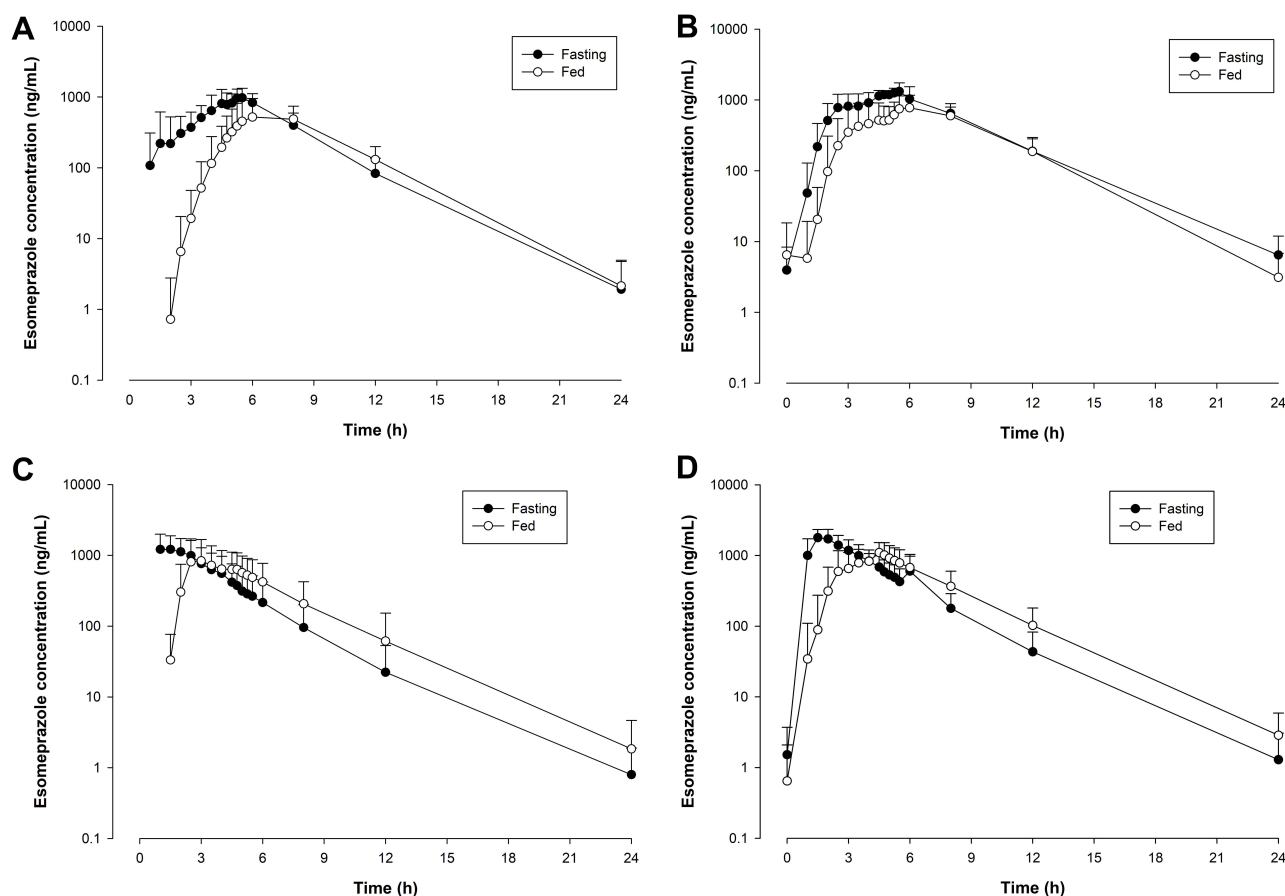 A
Esomeprazole concentration (ng/mL)
10000
1000
100
10
1
0.1
Fasting
Fed
0 3 6 9 12 15 18 21 24
Time (h)
B
Esomeprazole concentration (ng/mL)
10000
1000
100
10
1
0.1
Fasting
Fed
0 3 6 9 12 15 18 21 24
Time (h)
C
Esomeprazole concentration (ng/mL)
10000
1000
100
10
1
0.1
Fasting
Fed
0 3 6 9 12 15 18 21 24
Time (h)
D
Esomeprazole concentration (ng/mL)
10000
1000
100
10
1
0.1
Fasting
Fed
0 3 6 9 12 15 18 21 24
Time (h)